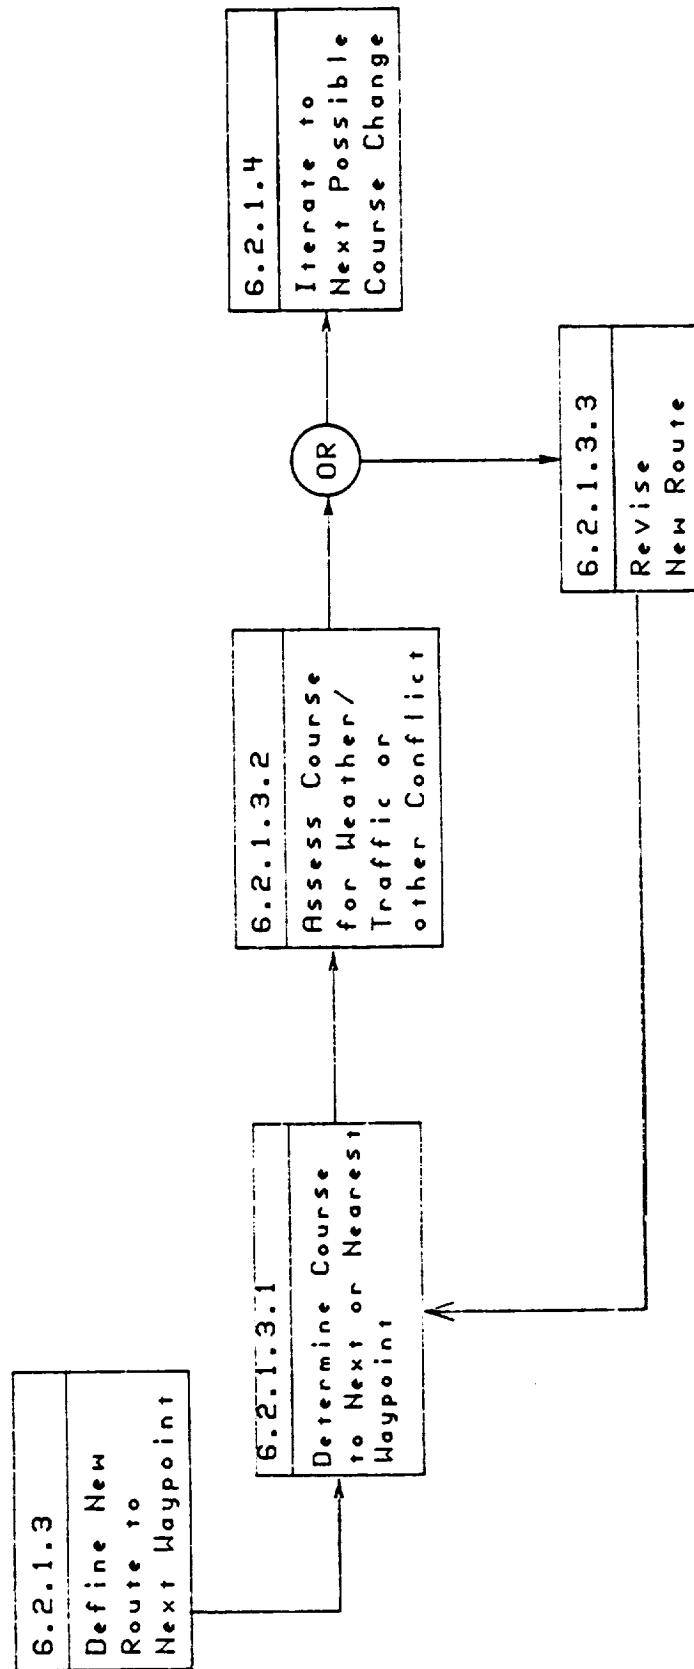 6.2.1.3
Define New
Route to
Next Waypoint
6.2.1.3.1
Determine Course
to Next or Nearest
Waypoint
6.2.1.3.2
Assess Course
for Weather/
Traffic or
other Conflict
OR
6.2.1.4
Iterate to
Next Possible
Course Change
6.2.1.3.3
Revise
New Route